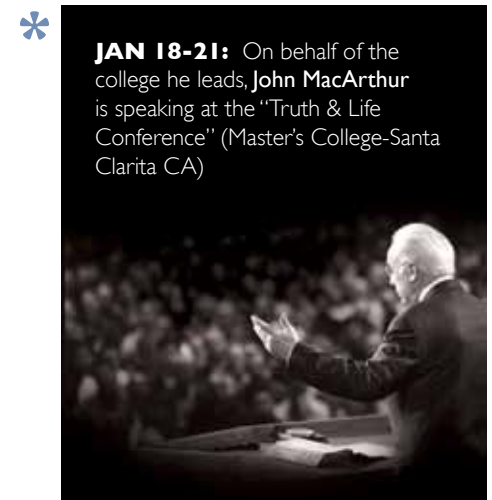 JAN 18-21: On behalf of the
college he leads, John MacArthur
is speaking at the “Truth & Life
Conference” (Master’s College-Santa
Clarita CA)